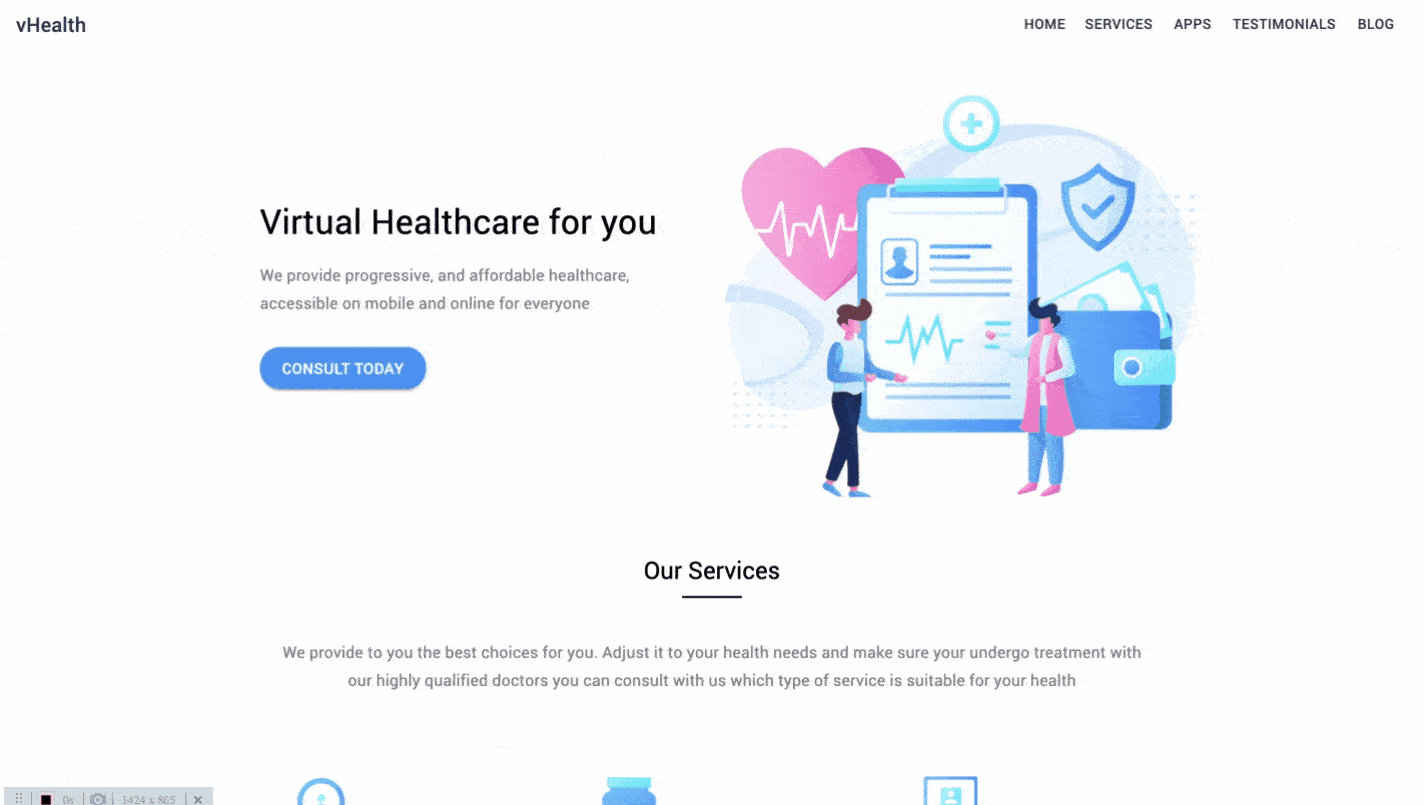 vHealth
HOME SERVICES APPS TESTIMONIALS BLOG
Virtual Healthcare for you
We provide progressive, and affordable healthcare,
accessible on mobile and online for everyone
CONSULT TODAY
Our Services
We provide to you the best choices for you. Adjust it to your health needs and make sure your undergo treatment with
our highly qualified doctors you can consult with us which type of service is suitable for your health
0s 1424 x 805